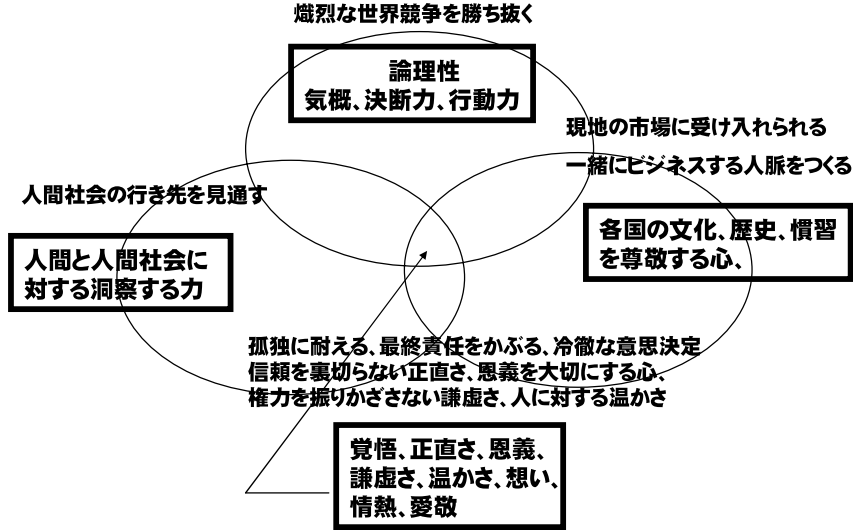 熾烈な世界競争を勝ち抜く
論理性
気概、決断力、行動力
現地の市場に受け入れられる
一緒にビジネスする人脈をつくる
人間社会の行き先を見通す
各国の文化、歴史、慣習
を尊敬する心、
人間と人間社会に
対する洞察する力
孤独に耐える、最終責任をかぶる、冷徹な意思決定
信頼を裏切らない正直さ、恩義を大切にする心、
権力を振りかざさない謙虚さ、人に対する温かさ
覚悟、正直さ、恩義、
謙虚さ、温かさ、想い、
情熱、愛敬